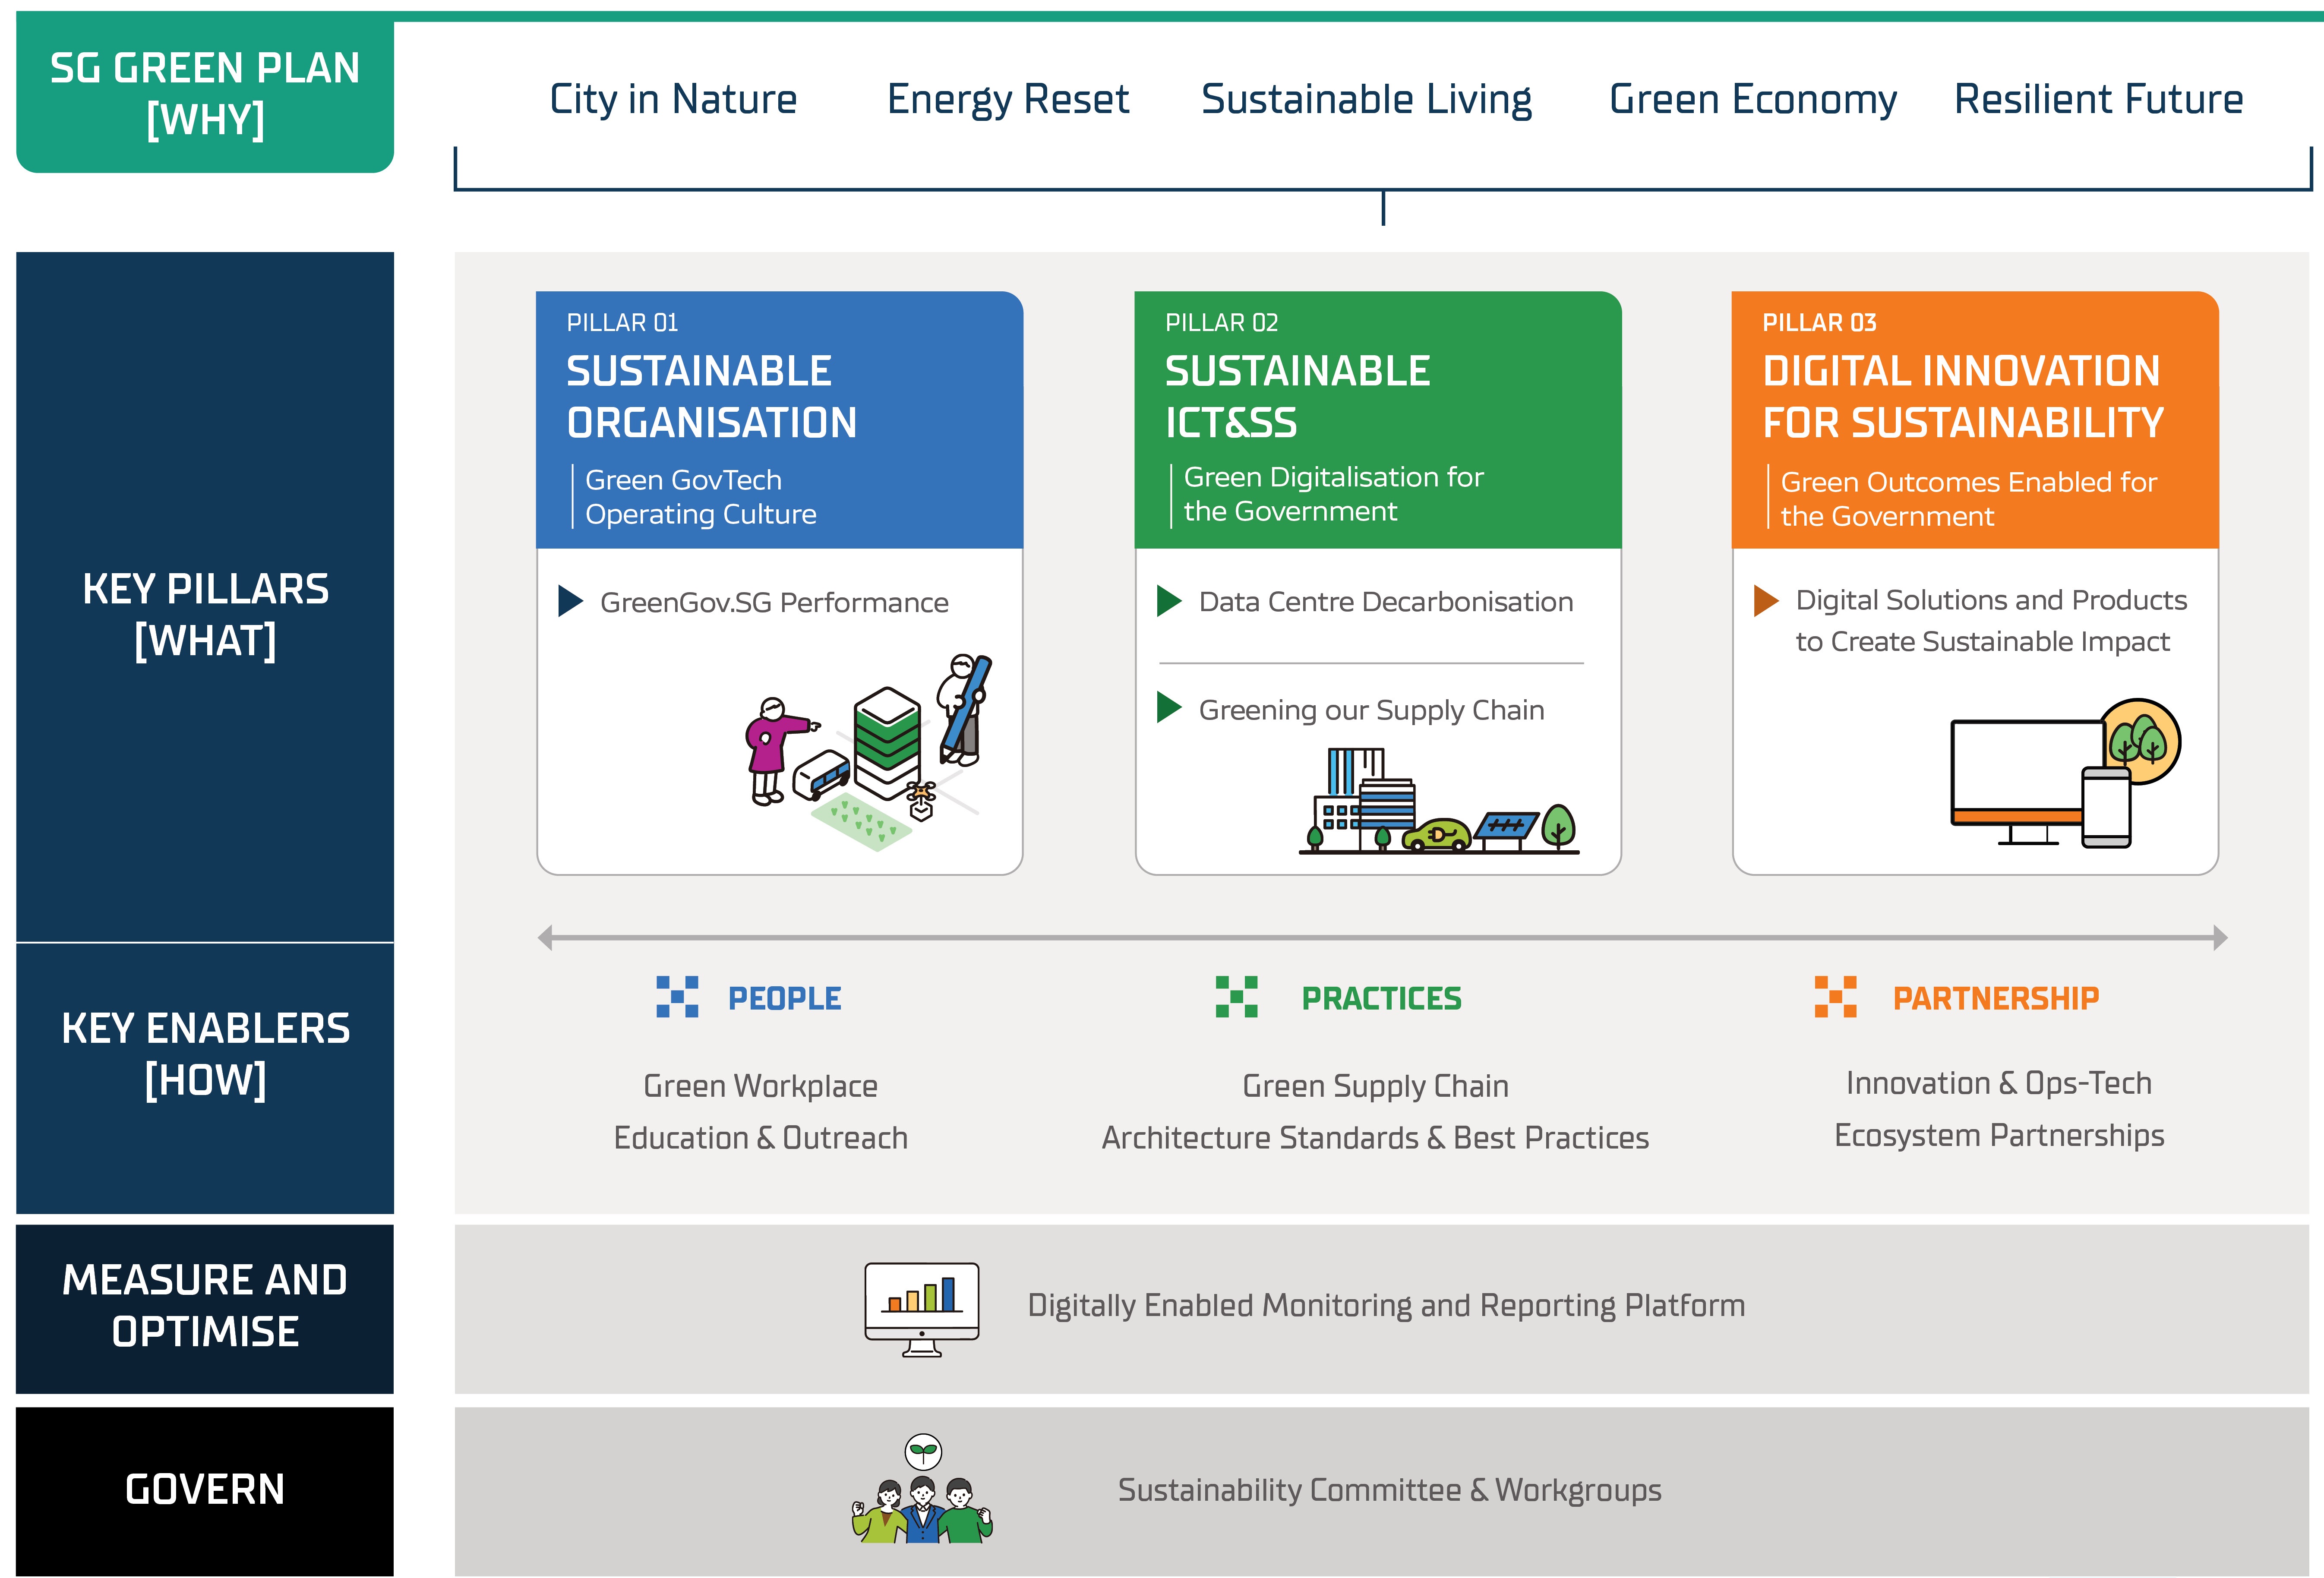 SG GREEN PLAN
[WHY]
City in Nature
Energy Reset
Sustainable Living
Green Economy
Resilient Future
KEY PILLARS
[WHAT]
PILLAR 01
SUSTAINABLE
ORGANISATION
Green GovTech
Operating Culture
GreenGov.SG Performance
PILLAR 02
SUSTAINABLE
ICT&SS
Green Digitalisation for
the Government
Data Centre Decarbonisation
Greening our Supply Chain
PILLAR 03
DIGITAL INNOVATION
FOR SUSTAINABILITY
Green Outcomes Enabled for
the Government
Digital Solutions and Products
to Create Sustainable Impact
KEY ENABLERS
[HOW]
PEOPLE
Green Workplace
Education & Outreach
PRACTICES
Green Supply Chain
Architecture Standards & Best Practices
PARTNERSHIP
Innovation & Ops-Tech
Ecosystem Partnerships
MEASURE AND
OPTIMISE
Digitally Enabled Monitoring and Reporting Platform
GOVERN
Sustainability Committee & Workgroups